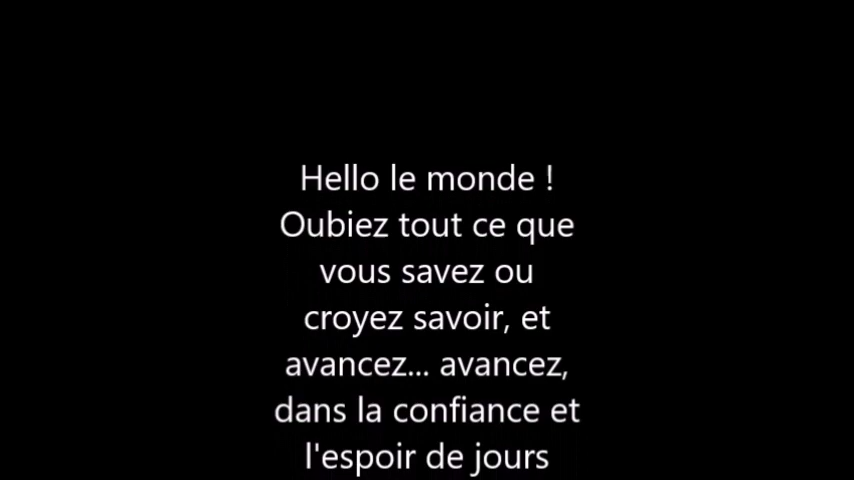 Hello le monde !
Oubiez tout ce que
vous savez ou
croyez savoir, et
avancez... avancez,
dans la confiance et
l'espoir de jours